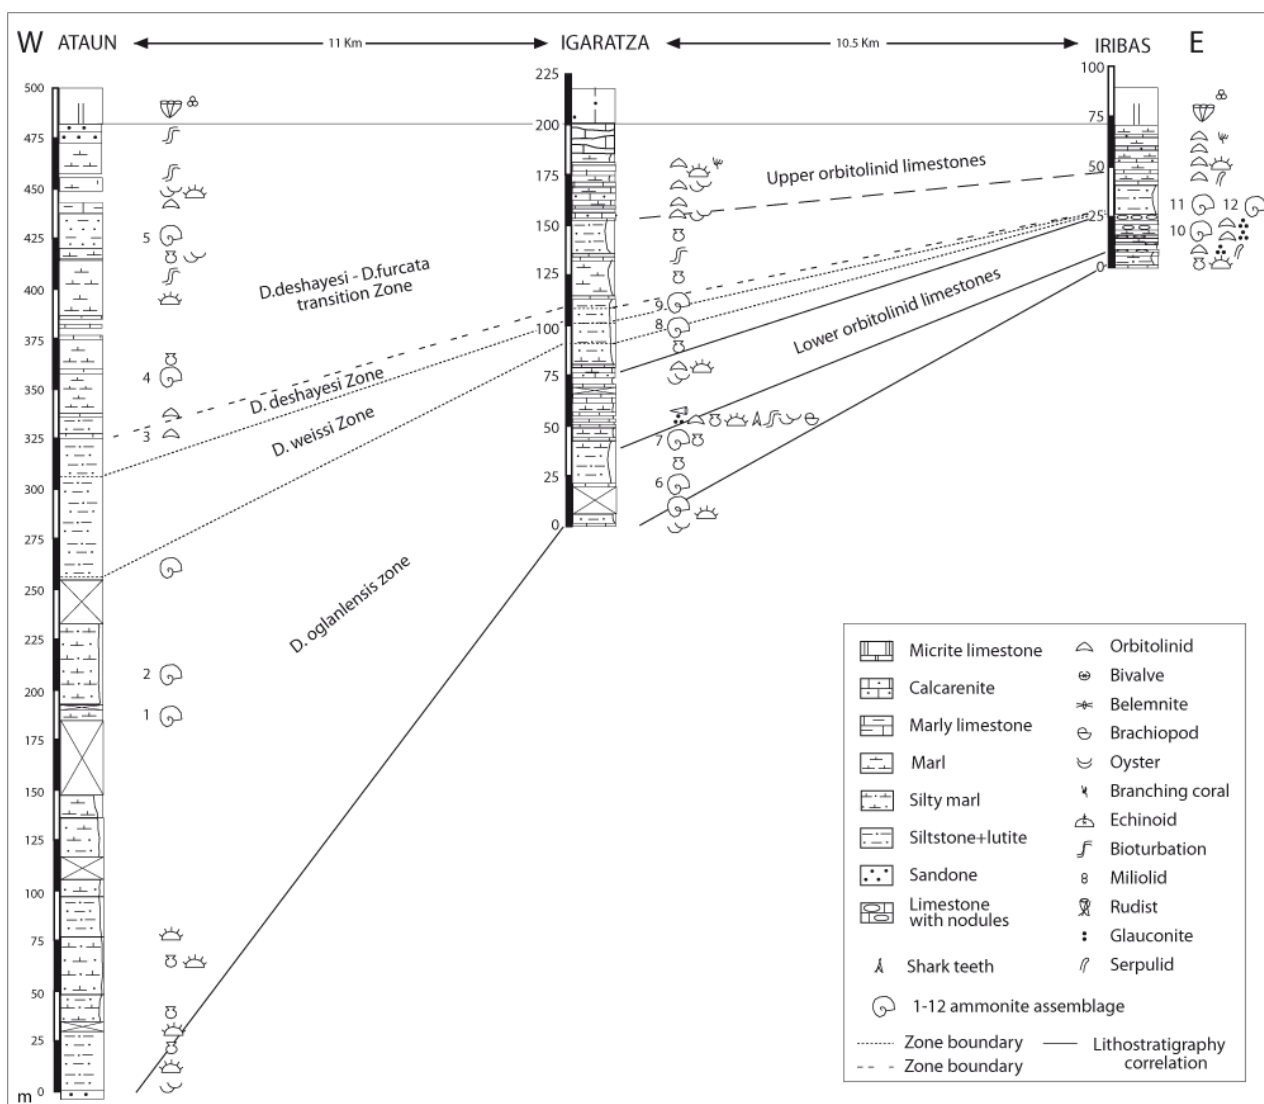 W ATAUN 11 Km IGARATZA 10.5 Km IRIBAS E
500
475
450
425
400
375
350
325
300
275
250
225
200
175
150
125
100
75
50
25
0
m
5
4
3
2
1
225
200
175
150
125
100
75
50
25
0
9
8
7
6
100
75
50
25
0
11 12
10
Upper orbitolinid limestones
D.deshayesi - D.furcata
transition Zone
Lower orbitolinid limestones
D. deshayesi Zone
D. weissi Zone
D. oglanlensis zone
Micrite limestone
Calcarenite
Marly limestone
Marl
Silty marl
Siltstone+lutite
Sandone
Limestone
with nodules
Shark teeth
Orbitolinid
Bivalve
Belemnite
Brachiopod
Oyster
Branching coral
Echinoid
Bioturbation
Miliolid
Rudist
Glauconite
Serpulid
1-12 ammonite assemblage
Zone boundary
Zone boundary
Lithostratigraphy
correlation